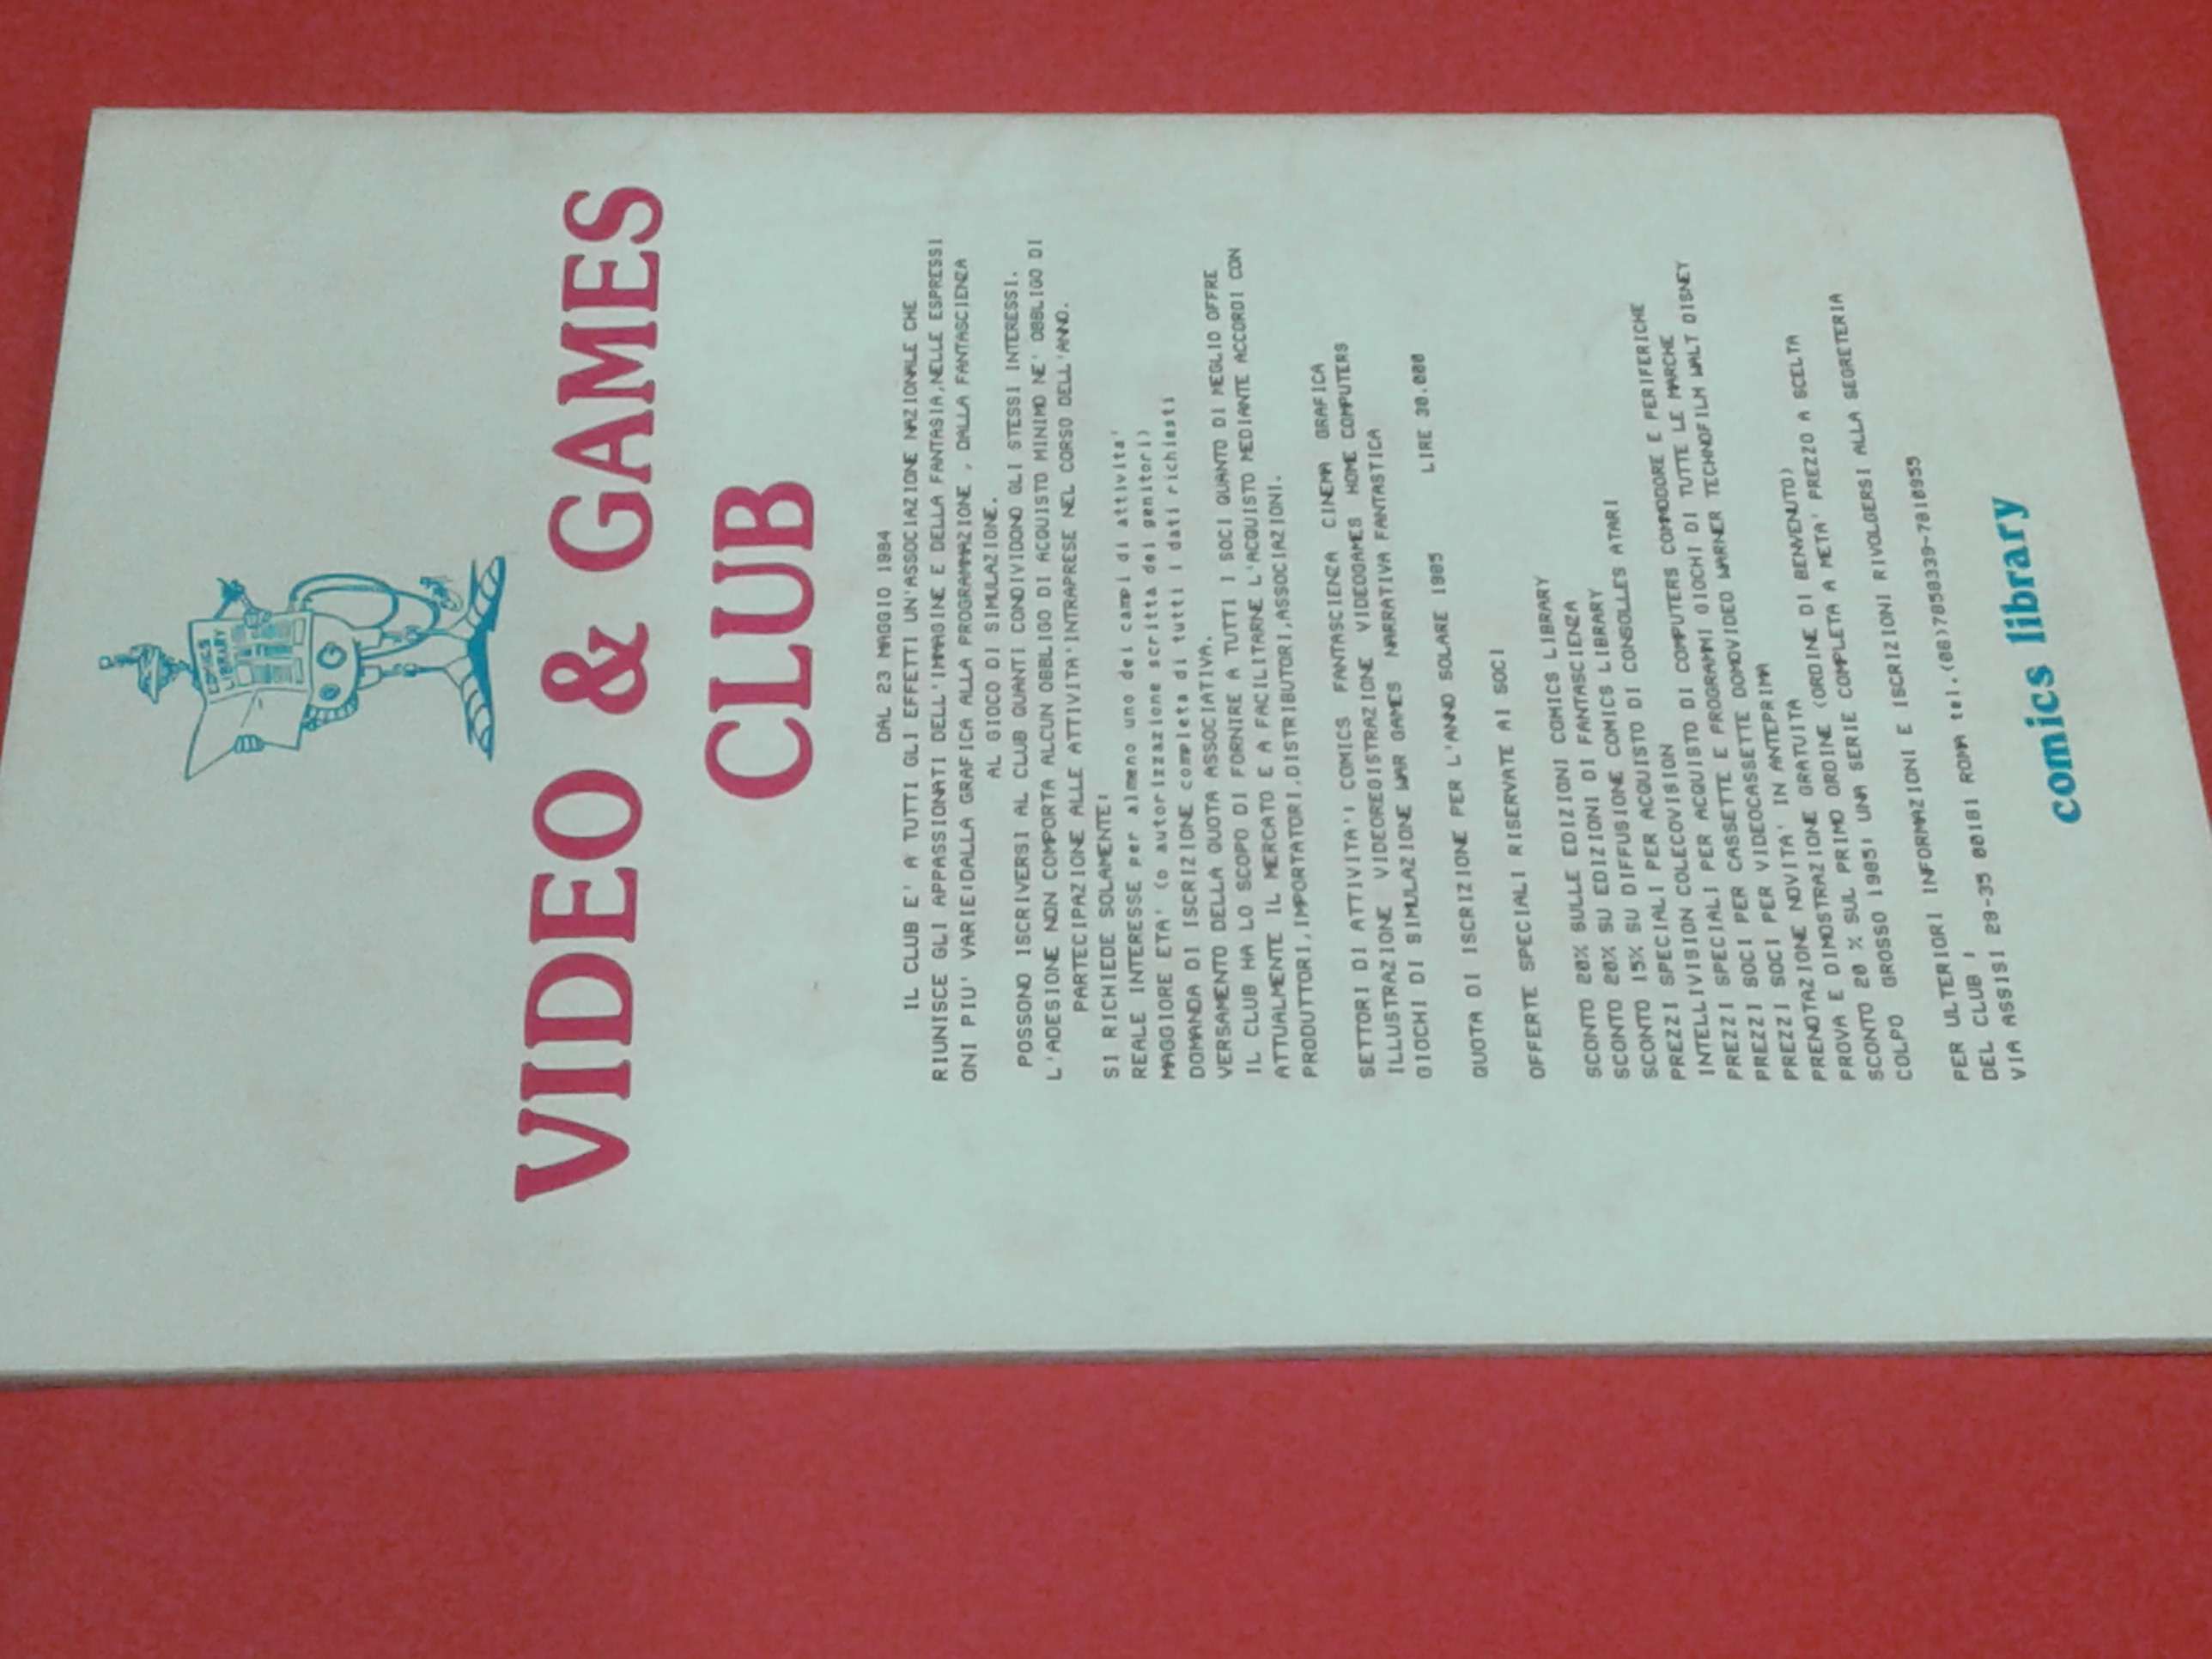 COMICS
LIBRARY
VIDEO & GAMES
CLUB
DAL 23 MAGGIO 1984
IL CLUB E' A TUTTI GLI EFFETTI UN'ASSOCIAZIONE NAZIONALE CHE
RIUNISCE GLI APPASSIONATI DELL'IMMAGINE E DELLA FANTASIA,NELLE ESPRESSI
ONI PIU' VARIE:DALLA GRAFICA ALLA PROGRAMMAZIONE , DALLA FANTASCIENZA
AL GIOCO DI SIMULAZIONE.
POSSONO ISCRIVERSI AL CLUB QUANTI CONDIVIDONO GLI STESSI INTERESSI.
L'ADESIONE NON COMPORTA ALCUN OBBLIGO DI ACQUISTO MINIMO NE' OBBLIGO DI
PARTECIPAZIONE ALLE ATTIVITA'INTRAPRESE NEL CORSO DELL'ANNO.
SI RICHIEDE SOLAMENTE:
REALE INTERESSE per almeno uno dei campi di attivita'
MAGGIORE ETA' (o autorizzazione scritta dei genitori)
DOMANDA DI ISCRIZIONE completa di tutti i dati richiesti
VERSAMENTO DELLA QUOTA ASSOCIATIVA.
IL CLUB HA LO SCOPO DI FORNIRE A TUTTI I SOCI QUANTO DI MEGLIO OFFRE
ATTUALMENTE IL MERCATO E A FACILITARNE L'ACQUISTO MEDIANTE ACCORDI CON
PRODUTTORI,IMPORTATORI,DISTRIBUTORI,ASSOCIAZIONI.
SETTORI DI ATTIVITA': COMICS FANTASCIENZA CINEMA GRAFICA
ILLUSTRAZIONE VIDEOREGISTRAZIONE VIDEOGAMES HOME COMPUTERS
GIOCHI DI SIMULAZIONE WAR GAMES NARRATIVA FANTASTICA
QUOTA DI ISCRIZIONE PER L'ANNO SOLARE 1985 LIRE 30.000
OFFERTE SPECIALI RISERVATE AI SOCI
SCONTO 20% SULLE EDIZIONI COMICS LIBRARY
SCONTO 20% SU EDIZIONI DI FANTASCIENZA
SCONTO 15% SU DIFFUSIONE COMICS LIBRARY
PREZZI SPECIALI PER ACQUISTO DI CONSOLLES ATARI
INTELLIVISION COLECOVISION
PREZZI SPECIALI PER ACQUISTO DI COMPUTERS COMMODORE E PERIFERICHE
PREZZI SOCI PER CASSETTE E PROGRAMMI GIOCHI DI TUTTE LE MARCHE
PREZZI SOCI PER VIDEOCASSETTE DOMOVIDEO WARNER TECHNOFILM WALT DISNEY
PRENOTAZIONE NOVITA' IN ANTEPRIMA
PROVA E DIMOSTRAZIONE GRATUITA
SCONTO 20 % SUL PRIMO ORDINE (ORDINE DI BENVENUTO)
COLPO GROSSO 1985: UNA SERIE COMPLETA A META' PREZZO A SCELTA
PER ULTERIORI INFORMAZIONI E ISCRIZIONI RIVOLGERSI ALLA SEGRETERIA
DEL CLUB :
VIA ASSISI 29-35 00181 ROMA tel.(06)7858339-7810955
comics library